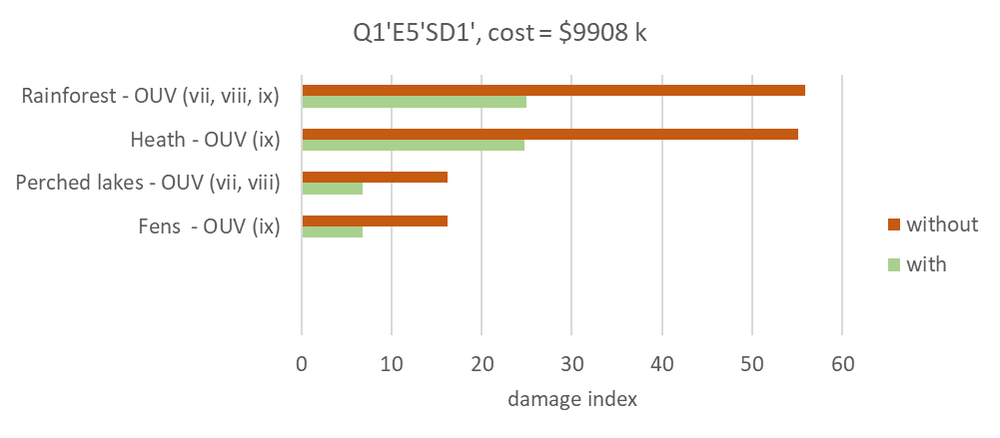 Q1'E5'SD1', cost = $9908 k
Rainforest - OUV (vii, viii, ix)
Heath - OUV (ix)
Perched lakes - OUV (vii, viii)
Fens  - OUV (ix)
without
with
0 10 20 30 40 50 60
damage index